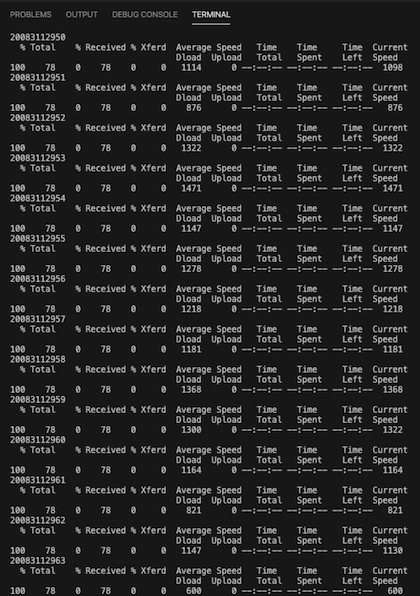 PROBLEMS OUTPUT DEBUG CONSOLE TERMINAL
20083112950
% Total % Received % Xferd Average Speed Time Time Time Current
Dload Upload Total Spent Left Speed
100 78 0 78 0 0 1114 0 --:--:-- --:--:-- --:--:-- 1098
20083112951
% Total % Received % Xferd Average Speed Time Time Time Current
Dload Upload Total Spent Left Speed
100 78 0 78 0 0 876 0 --:--:-- --:--:-- --:--:-- 876
20083112952
% Total % Received % Xferd Average Speed Time Time Time Current
Dload Upload Total Spent Left Speed
100 78 0 78 0 0 1322 0 --:--:-- --:--:-- --:--:-- 1322
20083112953
% Total % Received % Xferd Average Speed Time Time Time Current
Dload Upload Total Spent Left Speed
100 78 0 78 0 0 1471 0 --:--:-- --:--:-- --:--:-- 1471
20083112954
% Total % Received % Xferd Average Speed Time Time Time Current
Dload Upload Total Spent Left Speed
100 78 0 78 0 0 1147 0 --:--:-- --:--:-- --:--:-- 1147
20083112955
% Total % Received % Xferd Average Speed Time Time Time Current
Dload Upload Total Spent Left Speed
100 78 0 78 0 0 1278 0 --:--:-- --:--:-- --:--:-- 1278
20083112956
% Total % Received % Xferd Average Speed Time Time Time Current
Dload Upload Total Spent Left Speed
100 78 0 78 0 0 1218 0 --:--:-- --:--:-- --:--:-- 1218
20083112957
% Total % Received % Xferd Average Speed Time Time Time Current
Dload Upload Total Spent Left Speed
100 78 0 78 0 0 1181 0 --:--:-- --:--:-- --:--:-- 1181
20083112958
% Total % Received % Xferd Average Speed Time Time Time Current
Dload Upload Total Spent Left Speed
100 78 0 78 0 0 1368 0 --:--:-- --:--:-- --:--:-- 1368
20083112959
% Total % Received % Xferd Average Speed Time Time Time Current
Dload Upload Total Spent Left Speed
100 78 0 78 0 0 1300 0 --:--:-- --:--:-- --:--:-- 1322
20083112960
% Total % Received % Xferd Average Speed Time Time Time Current
Dload Upload Total Spent Left Speed
100 78 0 78 0 0 1164 0 --:--:-- --:--:-- --:--:-- 1164
20083112961
% Total % Received % Xferd Average Speed Time Time Time Current
Dload Upload Total Spent Left Speed
100 78 0 78 0 0 821 0 --:--:-- --:--:-- --:--:-- 821
20083112962
% Total % Received % Xferd Average Speed Time Time Time Current
Dload Upload Total Spent Left Speed
100 78 0 78 0 0 1147 0 --:--:-- --:--:-- --:--:-- 1130
20083112963
% Total % Received % Xferd Average Speed Time Time Time Current
Dload Upload Total Spent Left Speed
100 78 0 78 0 0 600 0 --:--:-- --:--:-- --:--:-- 600